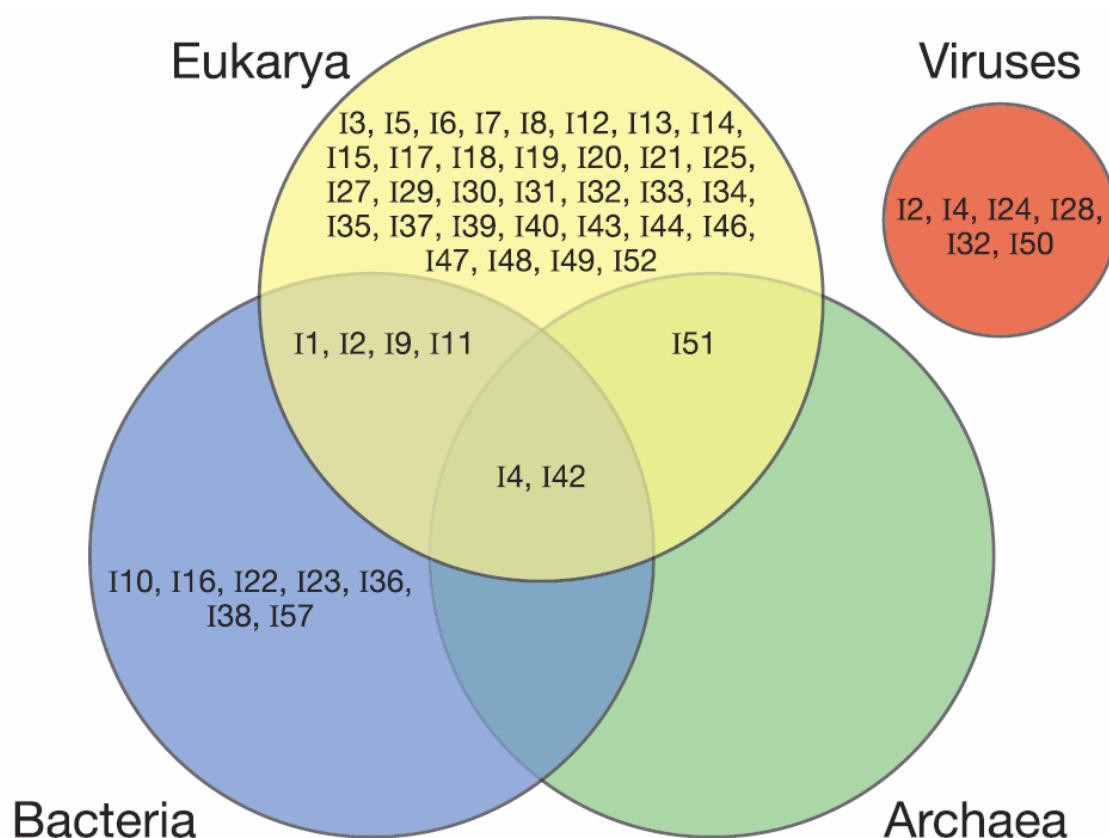 Eukarya
Viruses
I3, I5, I6, I7, I8, I12, I13, I14,
I15, I17, I18, I19, I20, I21, I25,
I27, I29, I30, I31, I32, I33, I34,
I35, I37, I39, I40, I43, I44, I46,
I47, I48, I49, I52
I2, I4, I24, I28,
I32, I50
I1, I2, I9, I11
I51
I4, I42
I10, I16, I22, I23, I36,
I38, I57
Bacteria
Archaea